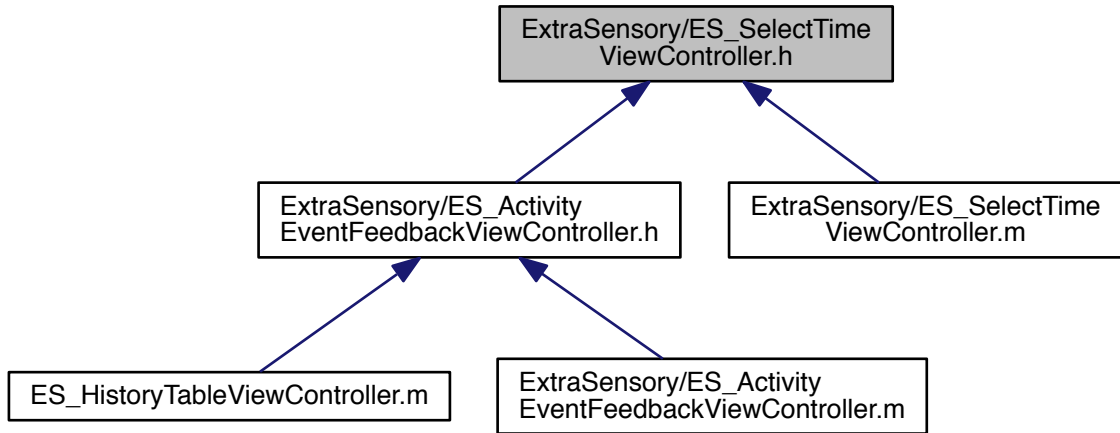 ExtraSensory/ES_SelectTime
ViewController.h
ExtraSensory/ES_Activity
EventFeedbackViewController.h
ExtraSensory/ES_SelectTime
ViewController.m
ES_HistoryTableViewController.m
ExtraSensory/ES_Activity
EventFeedbackViewController.m